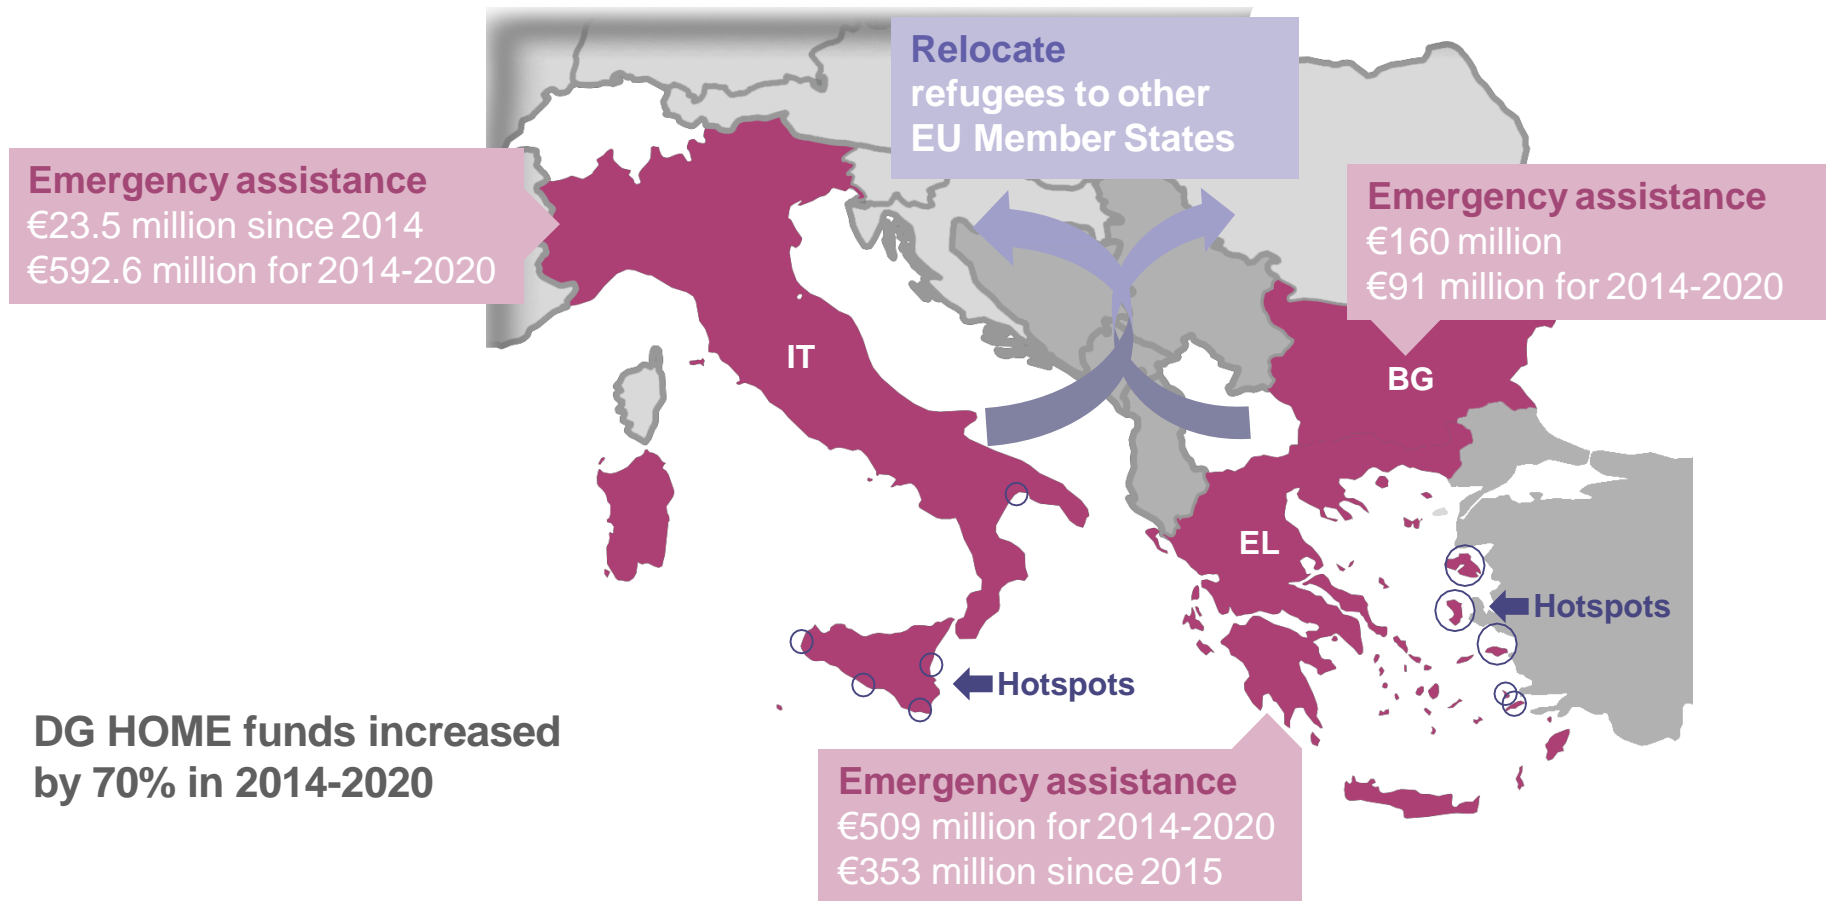 Relocate
refugees to other
EU Member States
Emergency assistance
€23.5 million since 2014
€592.6 million for 2014-2020
Emergency assistance
€160 million
€91 million for 2014-2020
IT
BG
EL
Hotspots
Hotspots
DG HOME funds increased
by 70% in 2014-2020
Emergency assistance
€509 million for 2014-2020
€353 million since 2015